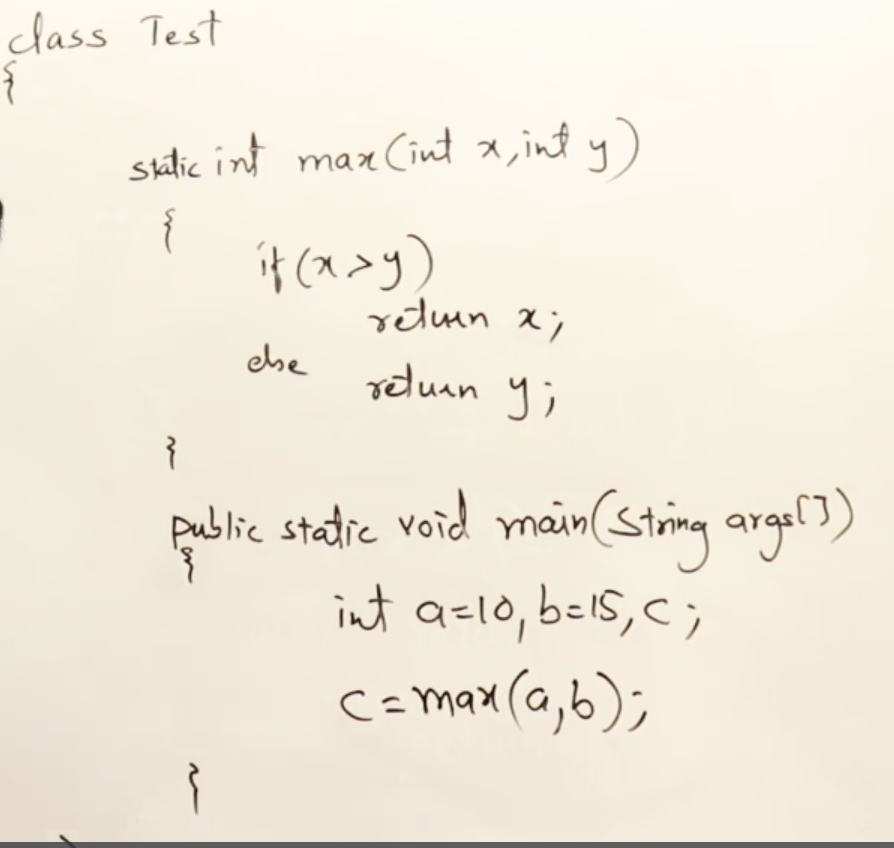 class Test
{
static int max(int x, int y)
{
if (x > y)
return x;
else
return y;
}
public static void main(String args[])
{
int a=10, b=15, c;
c=max(a,b);
}